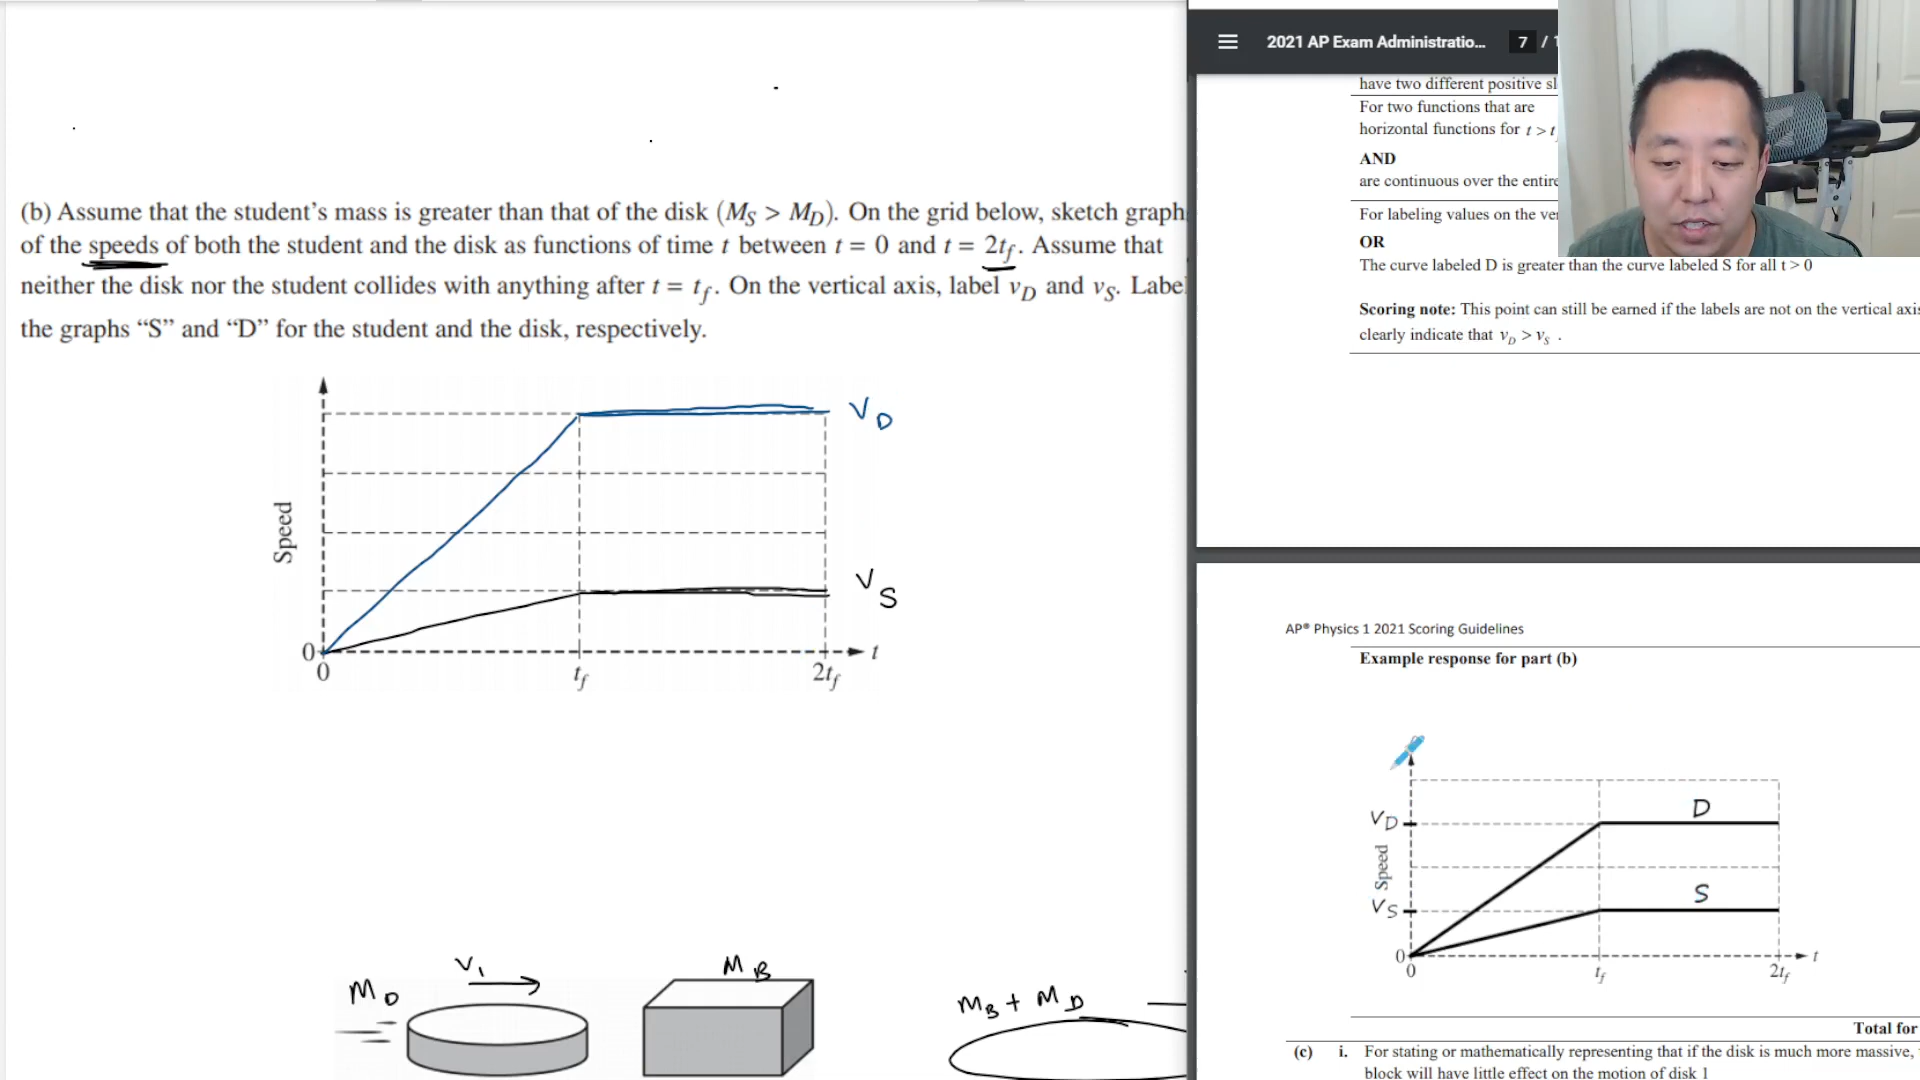 (b) Assume that the student's mass is greater than that of the disk (M_S > M_D). On the grid below, sketch graph
of the speeds of both the student and the disk as functions of time t between t = 0 and t = 2t_f. Assume that
neither the disk nor the student collides with anything after t = t_f. On the vertical axis, label v_D and v_S. Labe
the graphs “S” and “D” for the student and the disk, respectively.
V_D
Speed
V_S
0
t
0
t_f
2t_f
V_1
M_B
M_D
M_B + M_D
2021 AP Exam Administratio...
7 / 1
have two different positive sl
For two functions that are
horizontal functions for t > t
AND
are continuous over the entire
For labeling values on the ve
OR
The curve labeled D is greater than the curve labeled S for all t > 0
Scoring note: This point can still be earned if the labels are not on the vertical axis
clearly indicate that v_D > v_S .
AP® Physics 1 2021 Scoring Guidelines
Example response for part (b)
D
V_D
Speed
S
V_S
0
t
0
t_f
2t_f
Total for
(c) i. For stating or mathematically representing that if the disk is much more massive,
block will have little effect on the motion of disk 1